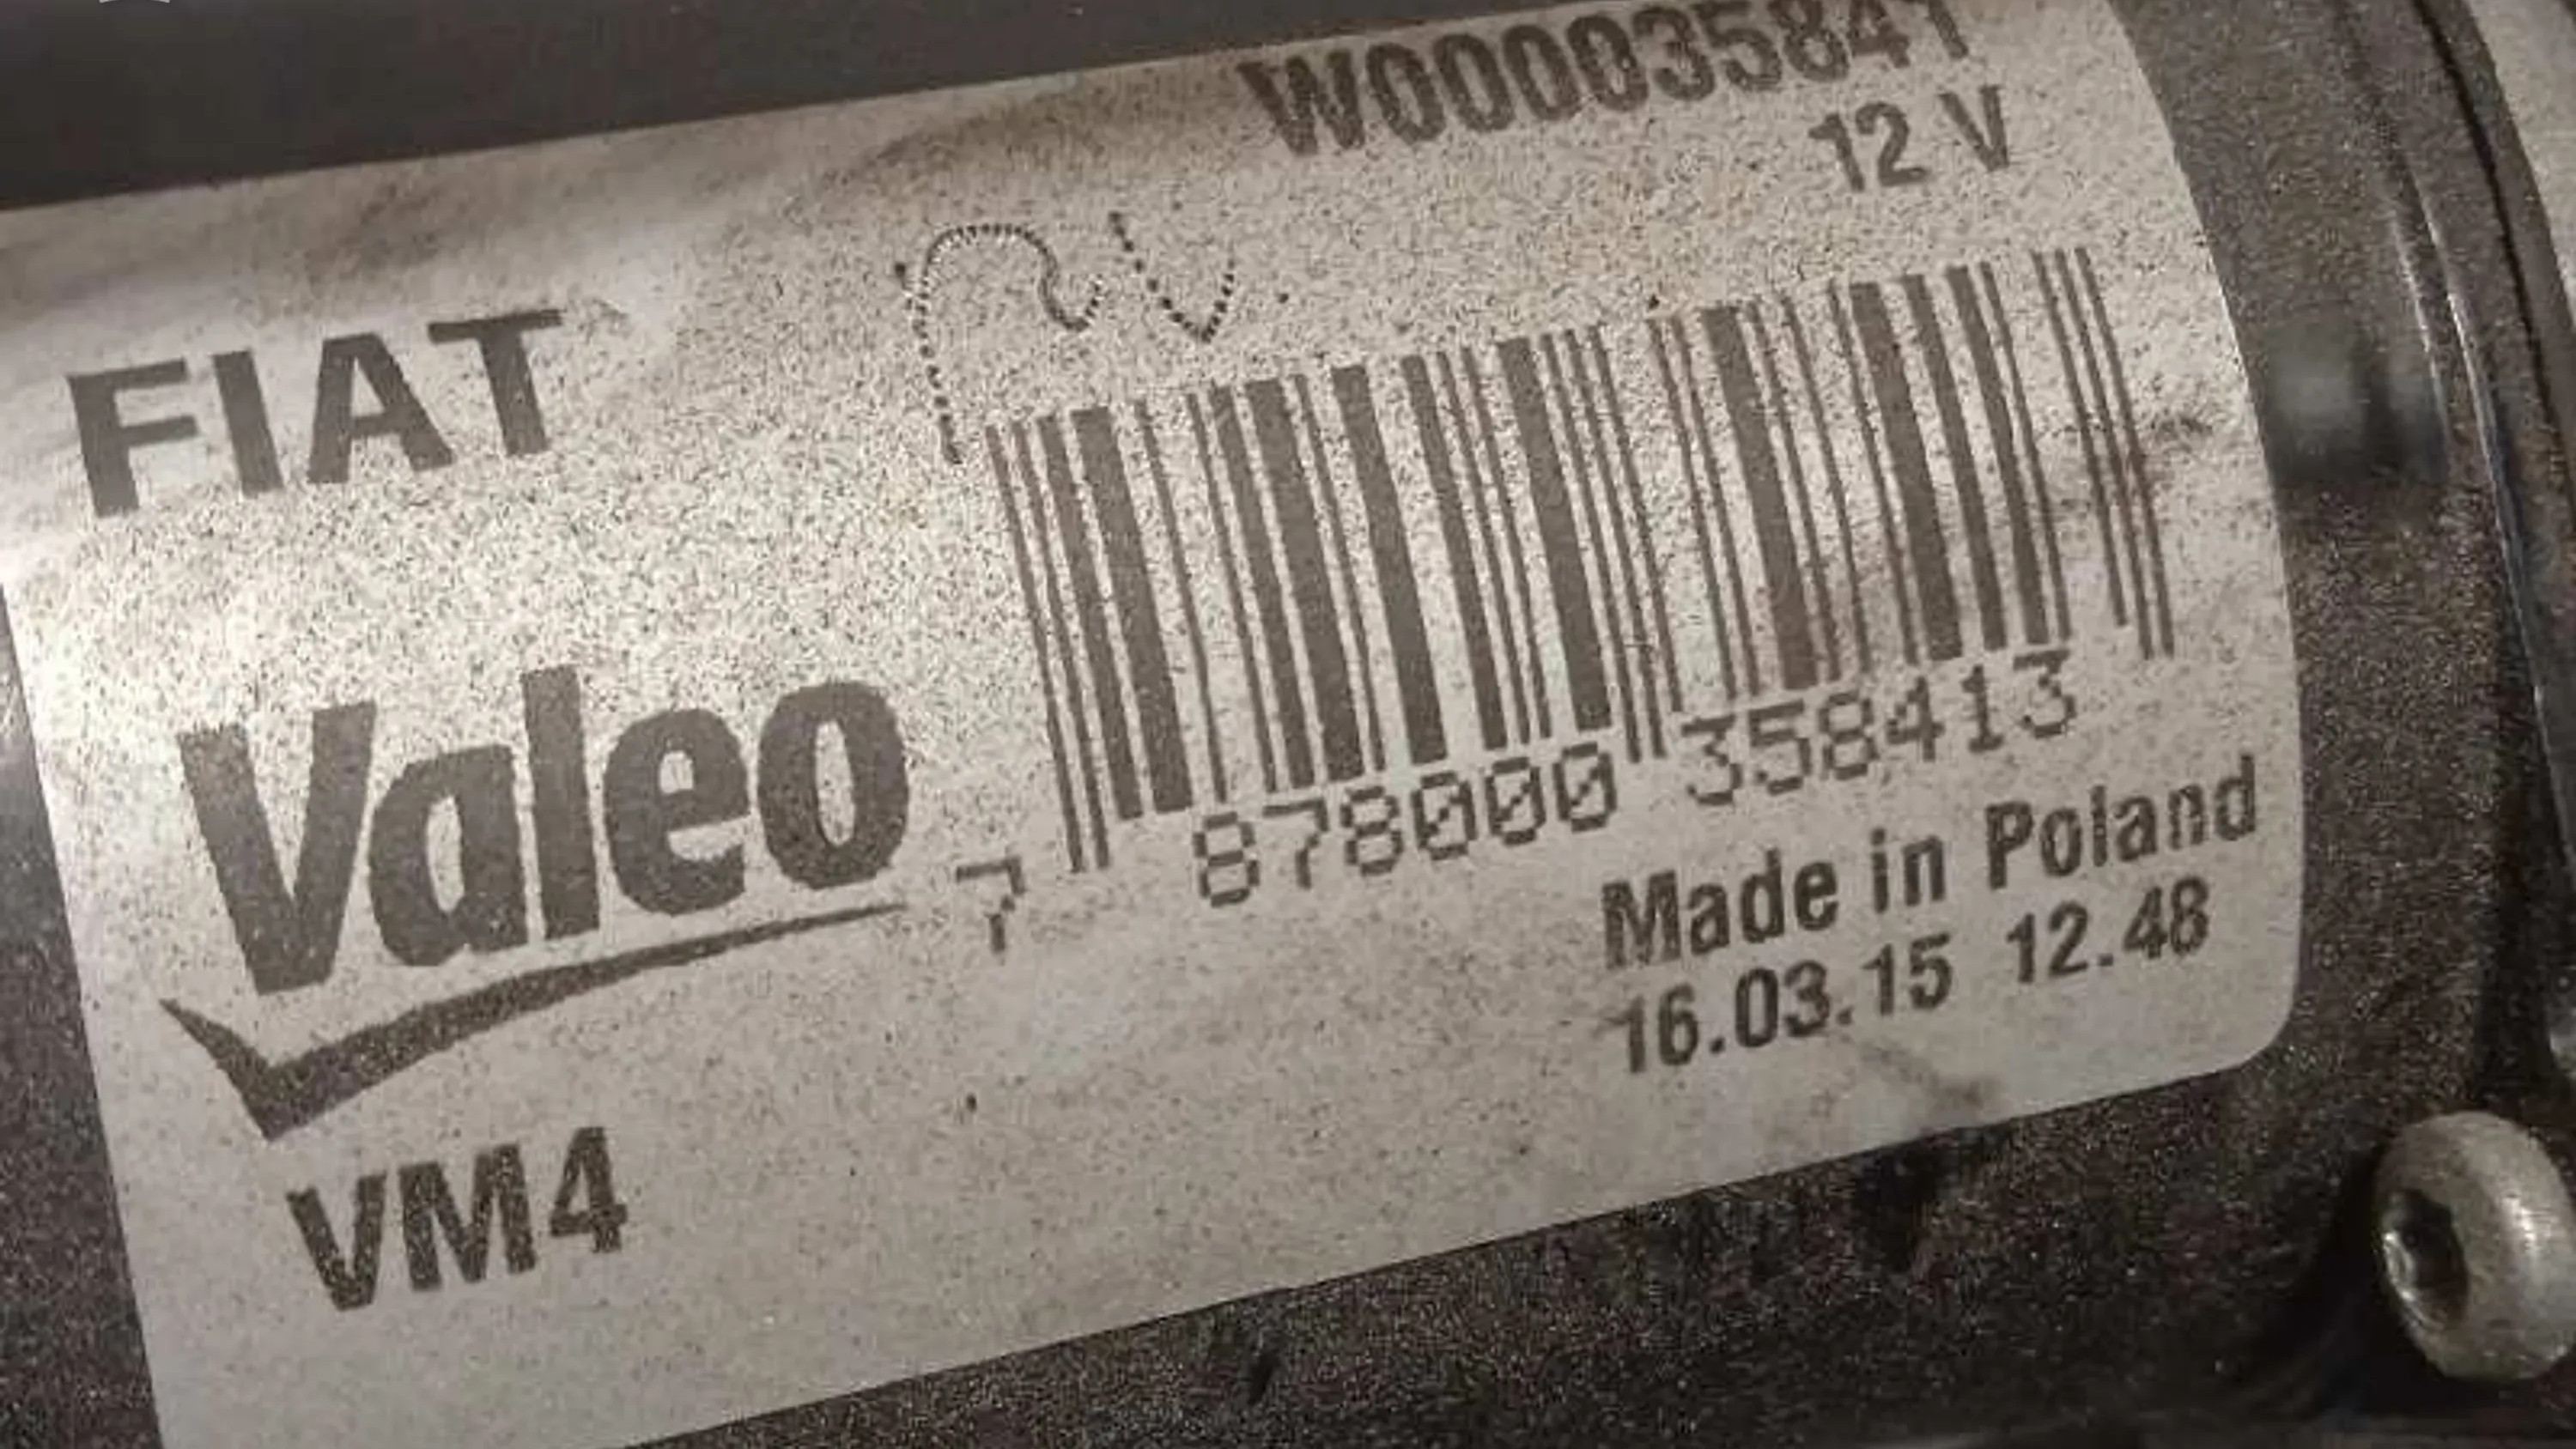 W000035841
12 V
FIAT
Valeo
7 878000 358413
Made in Poland
16.03.15 12.48
VM4